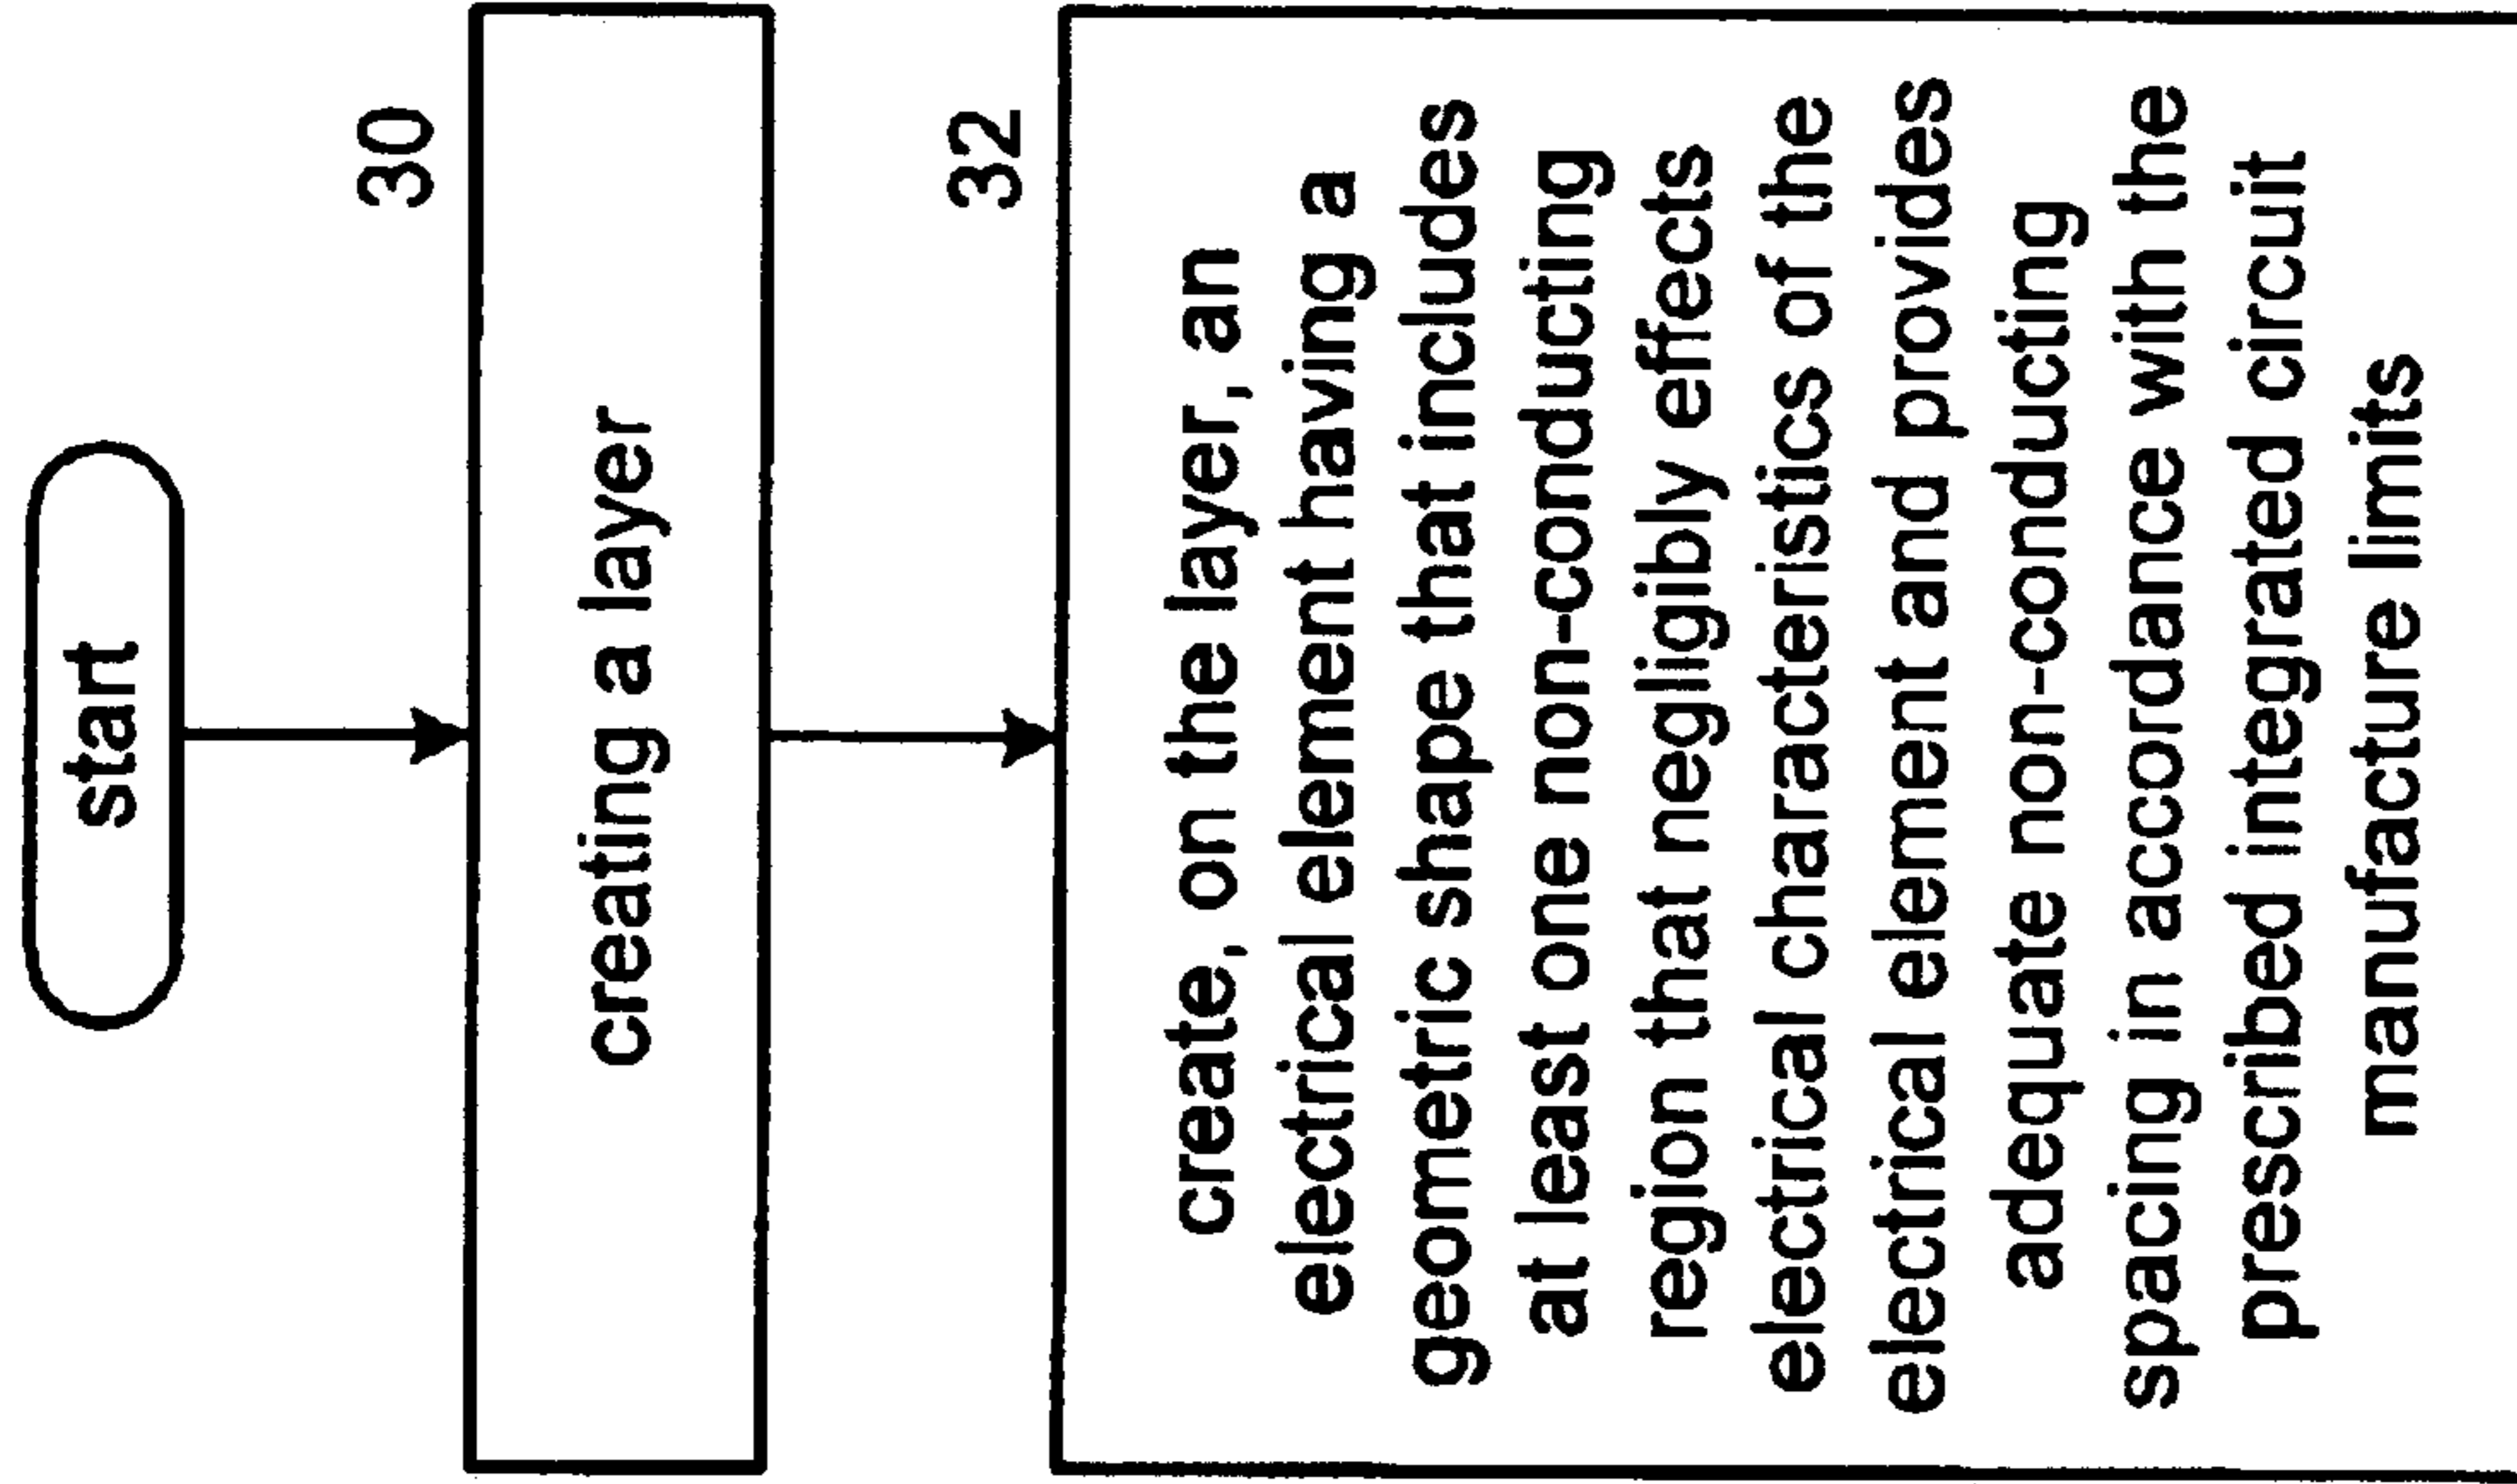 start
30
creating a layer
32
create, on the layer, an
electrical element having a
geometric shape that includes
at least one non-conducting
region that negligibly effects
electrical characteristics of the
electrical element and provides
adequate non-conducting
spacing in accordance with the
prescribed integrated circuit
manufacture limits